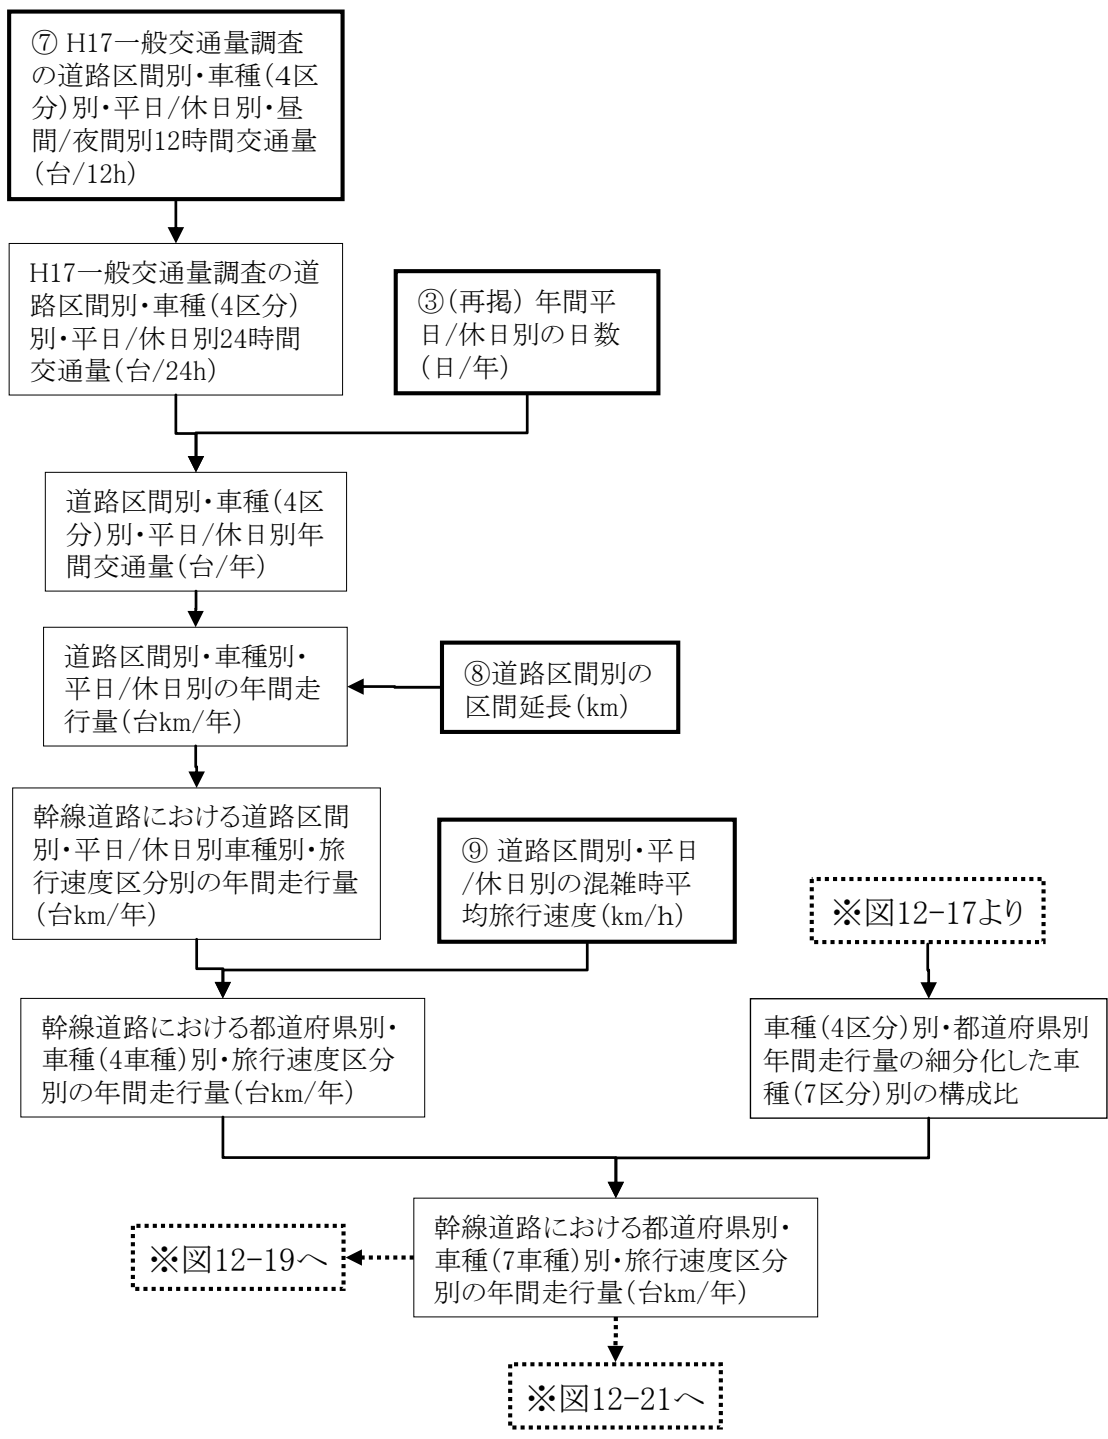 ⑦ H17一般交通量調査
の道路区間別・車種(4区
分)別・平日/休日別・昼
間/夜間別12時間交通量
(台/12h)
H17一般交通量調査の道
路区間別・車種(4区分)
別・平日/休日別24時間
交通量(台/24h)
③(再掲) 年間平
日/休日別の日数
(日/年)
道路区間別・車種(4区
分)別・平日/休日別年
間交通量(台/年)
道路区間別・車種別・
平日/休日別の年間走
行量(台km/年)
⑧道路区間別の
区間延長(km)
幹線道路における道路区間
別・平日/休日別車種別・旅
行速度区分別の年間走行量
(台km/年)
⑨ 道路区間別・平日
/休日別の混雑時平
均旅行速度(km/h)
※図12-17より
幹線道路における都道府県別・
車種(4車種)別・旅行速度区分
別の年間走行量(台km/年)
車種(4区分)別・都道府県別
年間走行量の細分化した車
種(7区分)別の構成比
※図12-19へ
幹線道路における都道府県別・
車種(7車種)別・旅行速度区分
別の年間走行量(台km/年)
※図12-21へ